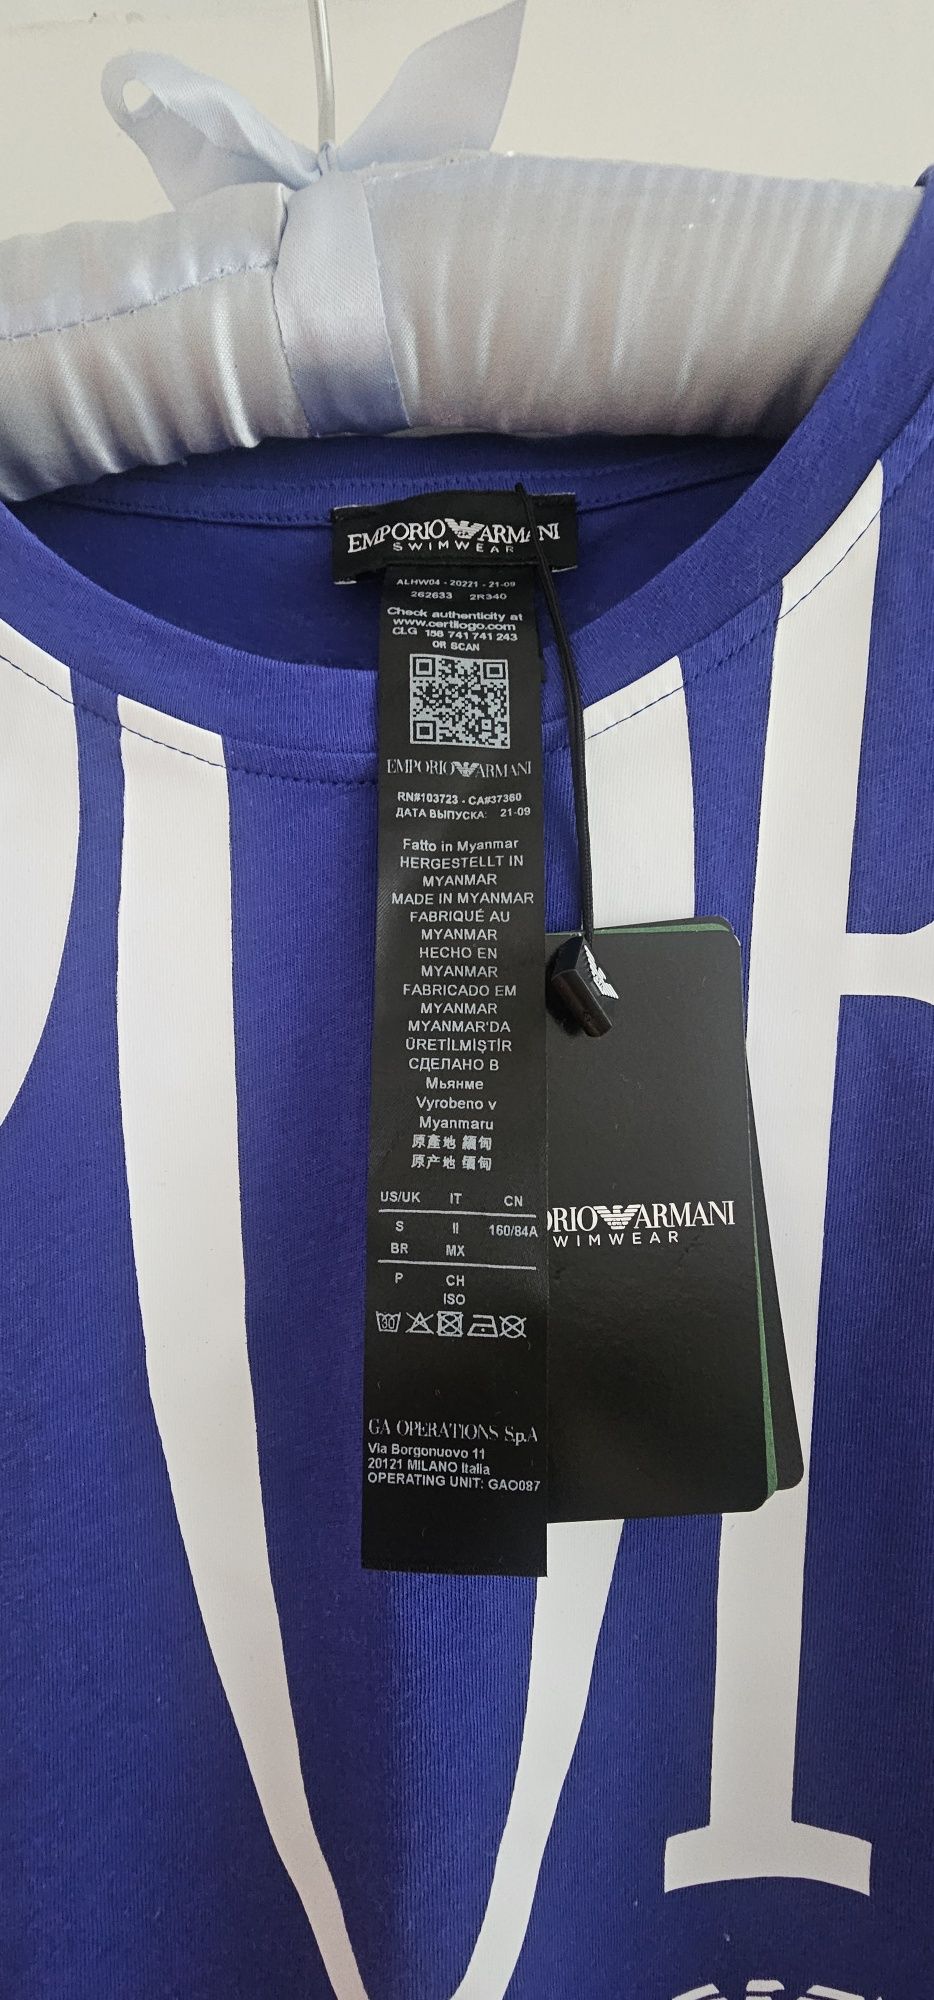 EMPORIO ARMANI
SWIMWEAR
ALHW04 - 20221 - 21-09
262633 2R340
Check authenticity at
www.certilogo.com
CLG 158 741 741 243
OR SCAN
EMPORIO ARMANI
RN#103723 - CA#37360
ДАТА ВЫПУСКА: 21-09
Fatto in Myanmar
HERGESTELLT IN
MYANMAR
MADE IN MYANMAR
FABRIQUÉ AU
MYANMAR
HECHO EN
MYANMAR
FABRICADO EM
MYANMAR
MYANMAR'DA
ÜRETİLMİŞTİR
СДЕЛАНО В
Мьянме
Vyrobeno v
Myanmaru
原產地 緬甸
原产地 缅甸
US/UK IT CN
S II 160/84A
BR MX
P CH
ISO
30
GA OPERATIONS S.p.A
Via Borgonuovo 11
20121 MILANO Italia
OPERATING UNIT: GAO087
ORIO ARMANI
WIMWEAR